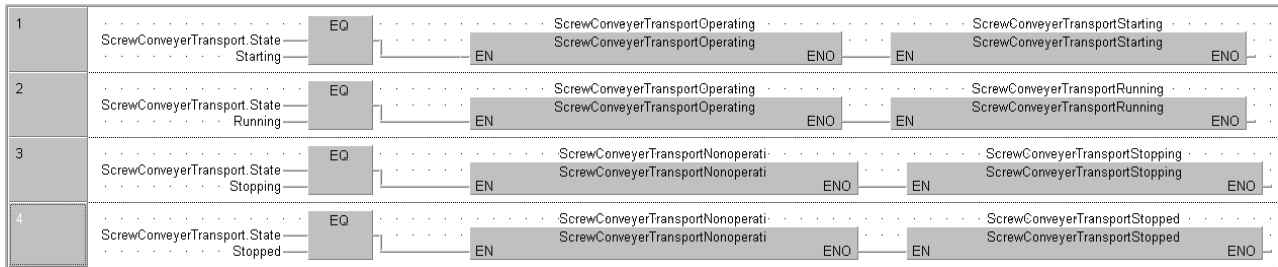 1
EQ
ScrewConveyerTransportOperating
ScrewConveyerTransportStarting
ScrewConveyerTransport.State
ScrewConveyerTransportOperating
ScrewConveyerTransportStarting
Starting
EN
ENO
EN
ENO
2
EQ
ScrewConveyerTransportOperating
ScrewConveyerTransportRunning
ScrewConveyerTransport.State
ScrewConveyerTransportOperating
ScrewConveyerTransportRunning
Running
EN
ENO
EN
ENO
3
EQ
ScrewConveyerTransportNonoperati
ScrewConveyerTransportStopping
ScrewConveyerTransport.State
ScrewConveyerTransportNonoperati
ScrewConveyerTransportStopping
Stopping
EN
ENO
EN
ENO
4
EQ
ScrewConveyerTransportNonoperati
ScrewConveyerTransportStopped
ScrewConveyerTransport.State
ScrewConveyerTransportNonoperati
ScrewConveyerTransportStopped
Stopped
EN
ENO
EN
ENO